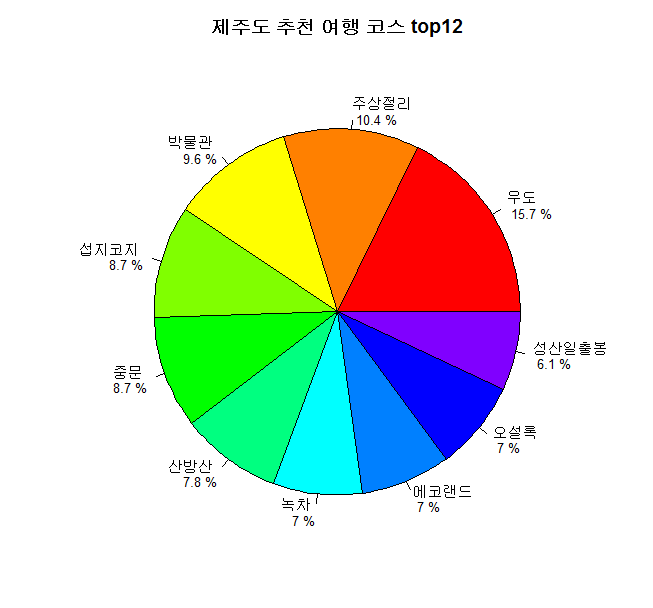 제주도 추천 여행 코스 top12
주상절리
10.4 %
박물관
9.6 %
우도
15.7 %
섭지코지
8.7 %
성산일출봉
6.1 %
중문
8.7 %
오설록
7 %
산방산
7.8 %
에코랜드
7 %
녹차
7 %